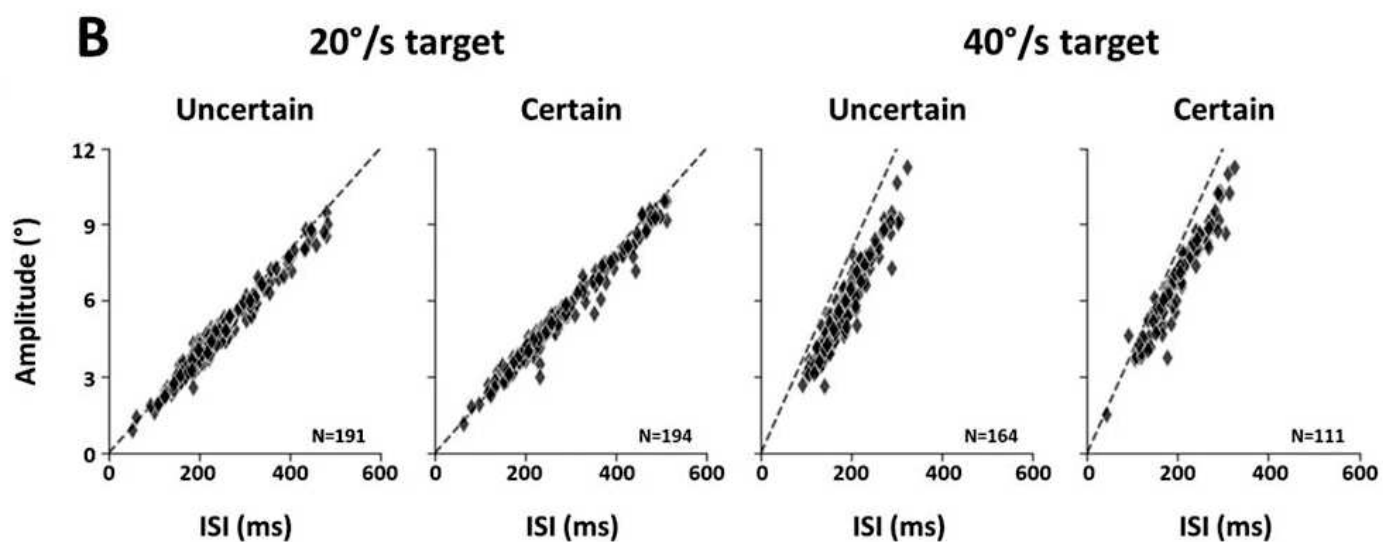 B
20°/s target 40°/s target
Uncertain Certain Uncertain Certain
12
9
6
3
0
Amplitude (°)
N=191 N=194 N=164 N=111
0 200 400 600 0 200 400 600 0 200 400 600 0 200 400 600
ISI (ms) ISI (ms) ISI (ms) ISI (ms)